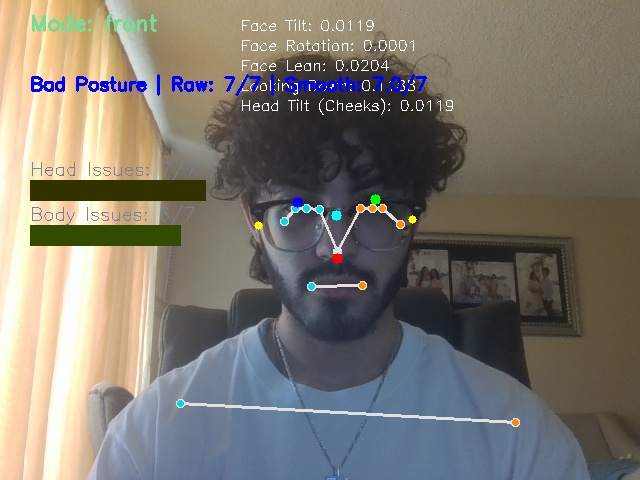 Mode: front
Face Tilt: 0.0119
Face Rotation: 0.0001
Face Lean: 0.0204
Bad Posture | Raw: 7/7 | Smooth: 7.0/7
Head Tilt (Cheeks): 0.0119
Head Issues:
Body Issues: